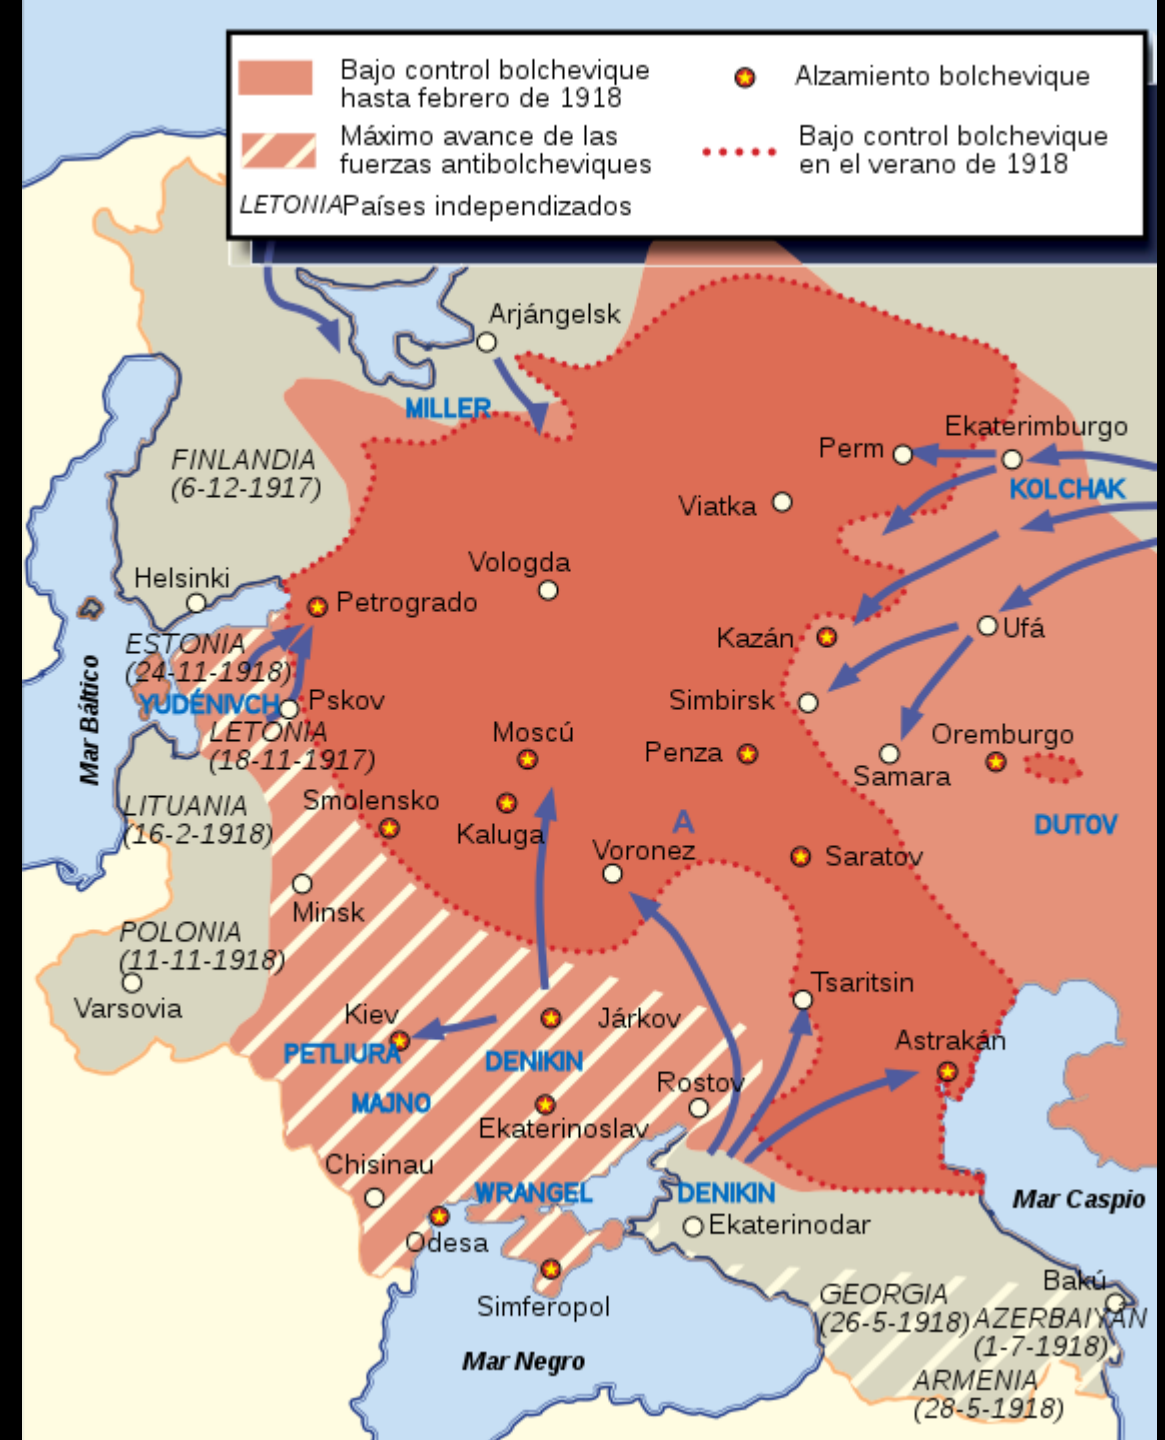 Bajo control bolchevique
hasta febrero de 1918
Alzamiento bolchevique
Máximo avance de las
fuerzas antibolcheviques
Bajo control bolchevique
en el verano de 1918
LETONIA Países independizados
Arjángelsk
MILLER
Ekaterimburgo
Perm
KOLCHAK
FINLANDIA
(6-12-1917)
Viatka
Vologda
Helsinki
Petrogrado
Kazán
Ufá
ESTONIA
(24-11-1918)
YUDÉNIVCH
Pskov
Simbirsk
Mar Báltico
LETONIA
(18-11-1917)
Moscú
Penza
Oremburgo
Samara
LITUANIA
(16-2-1918)
Smolensko
Kaluga
A
DUTOV
Voronez
Saratov
Minsk
POLONIA
(11-11-1918)
Varsovia
Tsaritsin
Kiev
Járkov
Astrakán
PETLIURA
DENIKIN
MAJNO
Rostov
Ekaterinoslav
Chisinau
WRANGEL
DENIKIN
Mar Caspio
Odesa
Ekaterinodar
Simferopol
Bakú
GEORGIA
(26-5-1918)
AZERBAIYÁN
(1-7-1918)
Mar Negro
ARMENIA
(28-5-1918)